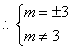 ∴ { m = ±3
m ≠ 3